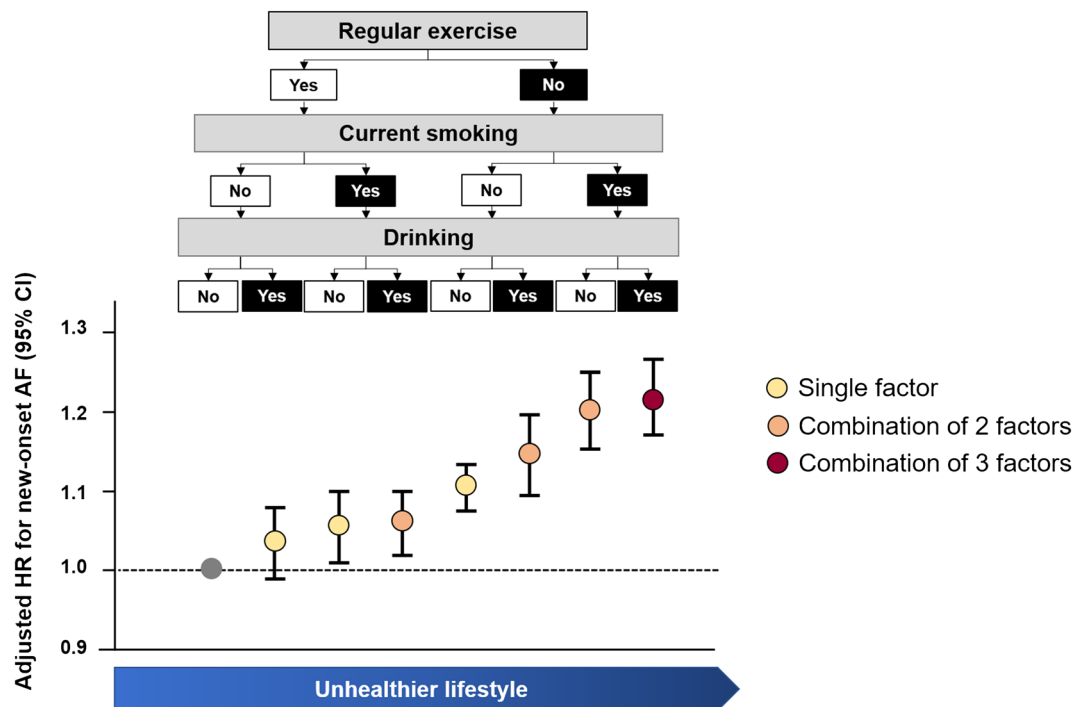 Regular exercise
Yes No
Current smoking
No Yes No Yes
Drinking
No Yes No Yes No Yes No Yes
Adjusted HR for new-onset AF (95% CI)
1.3
1.2
1.1
1.0
0.9
Single factor
Combination of 2 factors
Combination of 3 factors
Unhealthier lifestyle